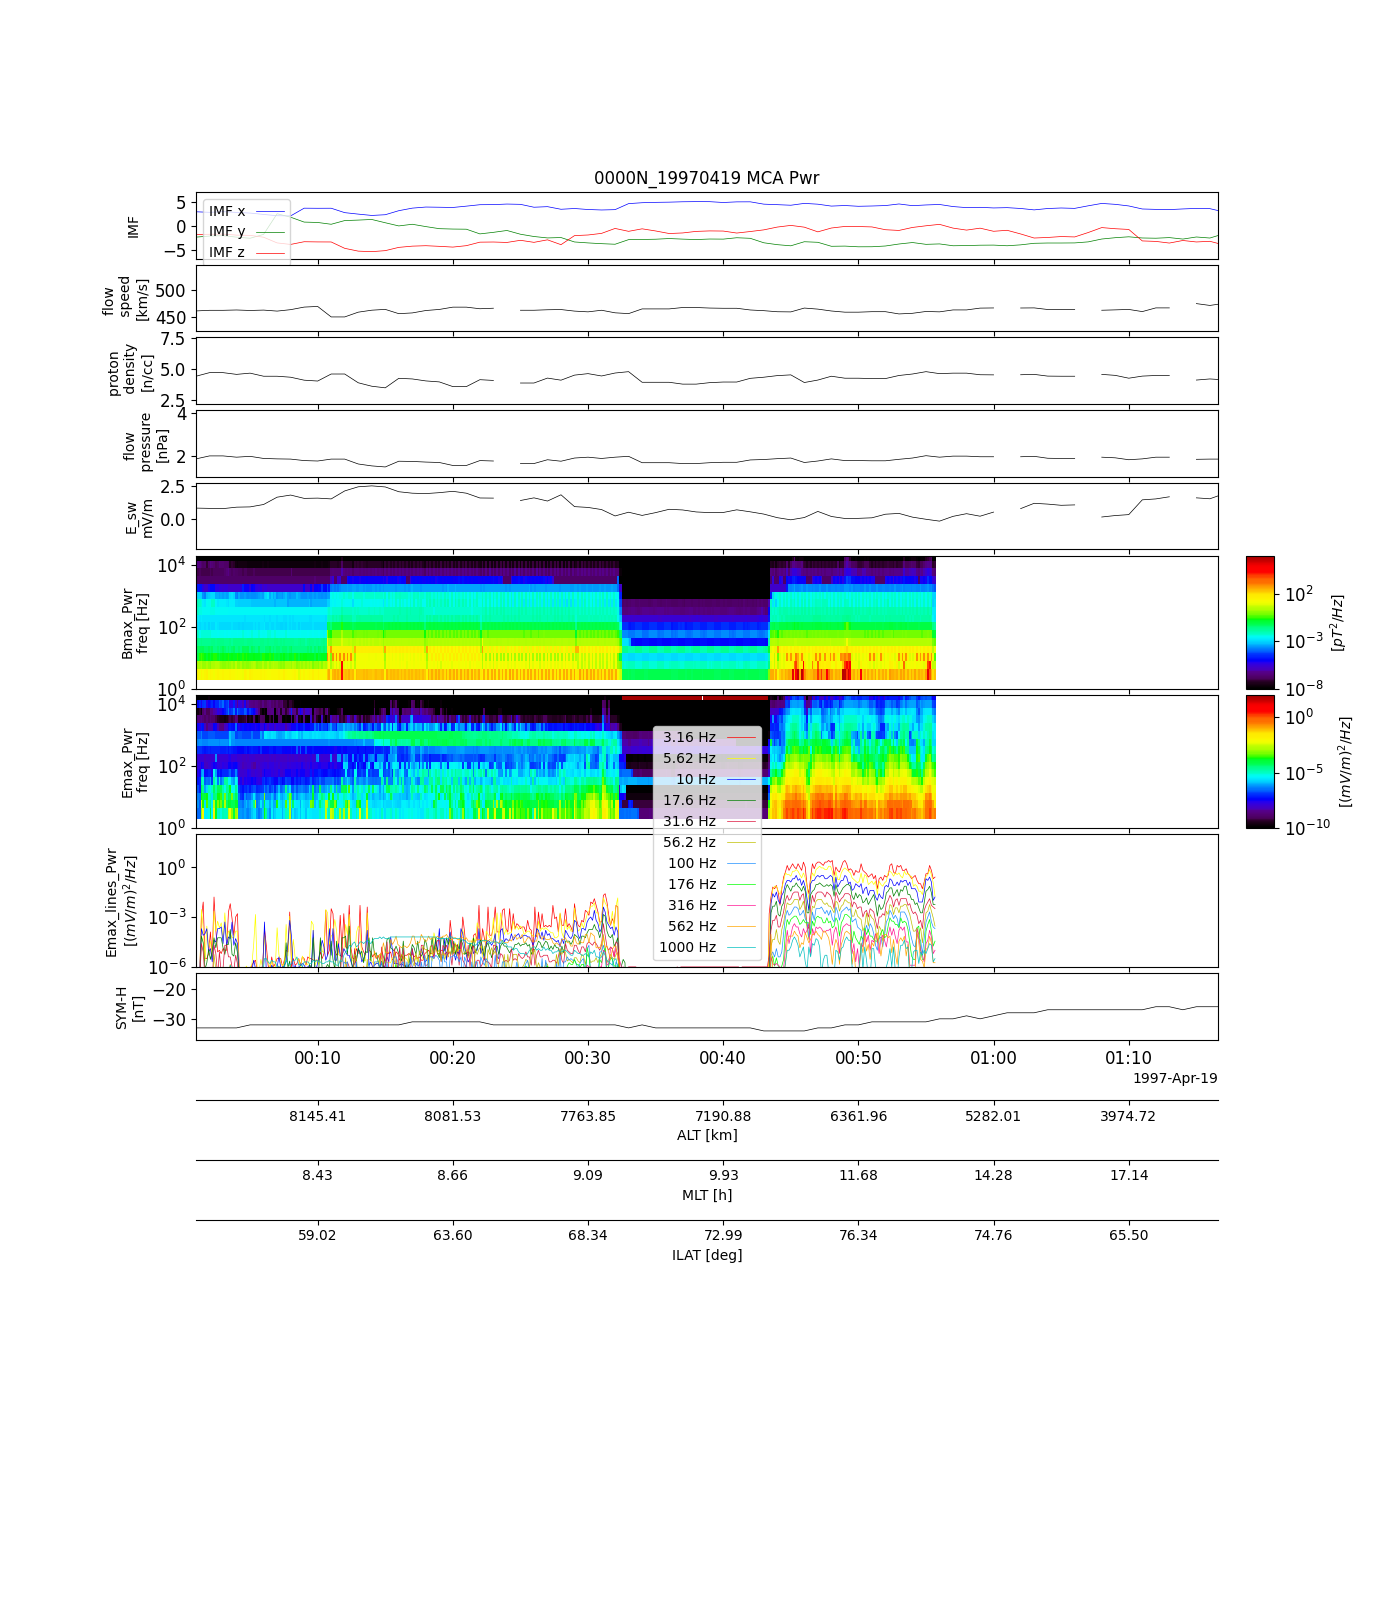 0000N_19970419 MCA Pwr
IMF
5
0
−5
IMF x
IMF y
IMF z
flow
speed
[km/s]
500
450
proton
density
[n/cc]
7.5
5.0
2.5
flow
pressure
[nPa]
4
2
E_sw
mV/m
2.5
0.0
Bmax_Pwr
freq [Hz]
10^4
10^2
10^0
10^2
10^−3
10^−8
[pT^2/Hz]
Emax_Pwr
freq [Hz]
10^4
10^2
10^0
10^0
10^−5
10^−10
[(mV/m)^2/Hz]
3.16 Hz
5.62 Hz
10 Hz
17.6 Hz
31.6 Hz
56.2 Hz
100 Hz
176 Hz
316 Hz
562 Hz
1000 Hz
Emax_lines_Pwr
[(mV/m)^2/Hz]
10^0
10^−3
10^−6
SYM-H
[nT]
−20
−30
00:10 00:20 00:30 00:40 00:50 01:00 01:10
1997-Apr-19
8145.41 8081.53 7763.85 7190.88 6361.96 5282.01 3974.72
ALT [km]
8.43 8.66 9.09 9.93 11.68 14.28 17.14
MLT [h]
59.02 63.60 68.34 72.99 76.34 74.76 65.50
ILAT [deg]